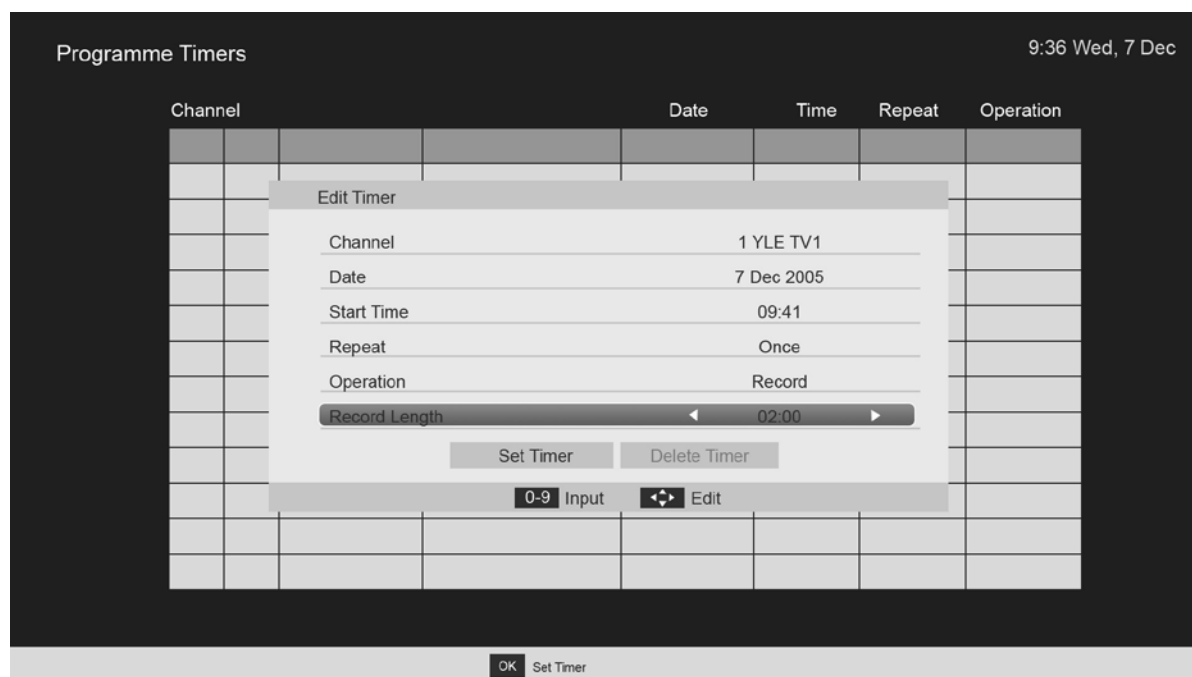 Programme Timers 9:36 Wed, 7 Dec
Channel Date Time Repeat Operation
Edit Timer
Channel 1 YLE TV1
Date 7 Dec 2005
Start Time 09:41
Repeat Once
Operation Record
Record Length 02:00
Set Timer Delete Timer
0-9 Input Edit
OK Set Timer